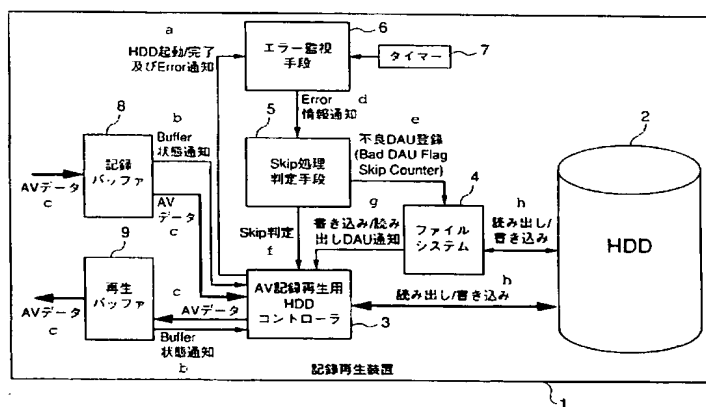 a
6
HDD起動/完了
及びError通知
エラー監視
手段
タイマー
7
8
b
Buffer
状態通知
Error
情報通知
d
5
e
不良DAU登録
(Bad DAU Flag
Skip Counter)
2
記録
バッファ
Skip処理
判定手段
4
AVデータ
c
AV
データ
c
g
書き込み/読み
出しDAU通知
ファイル
システム
h
読み出し/
書き込み
HDD
9
Skip判定
f
再生
バッファ
c
AVデータ
AV記録再生用
HDD
コントローラ
h
読み出し/書き込み
AVデータ
c
3
Buffer
状態通知
b
記録再生装置
1